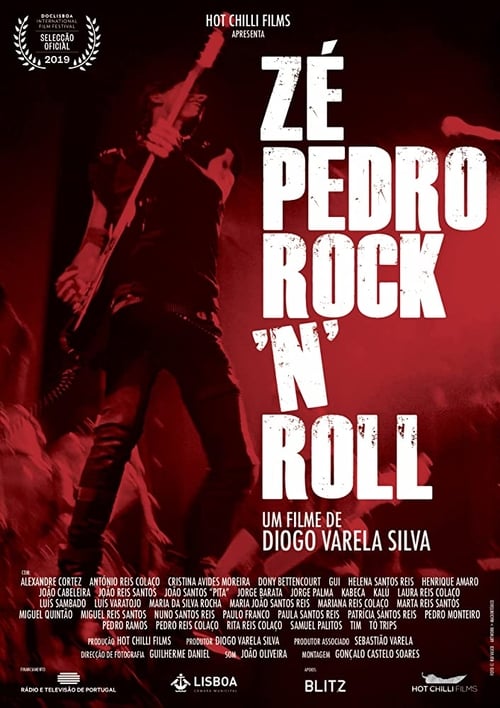 HOT CHILLI FILMS
APRESENTA
DOCLISBOA
INTERNATIONAL
FILM FESTIVAL
SELECÇÃO
OFICIAL
2019
ZÉ
PEDRO
ROCK
'N'
ROLL
UM FILME DE
DIOGO VARELA SILVA
COM
ALEXANDRE CORTEZ ANTÓNIO REIS COLAÇO CRISTINA AVIDES MOREIRA DONY BETTENCOURT GUI HELENA SANTOS REIS HENRIQUE AMARO
JOÃO CABELEIRA JOÃO REIS SANTOS JOÃO SANTOS "PITA" JORGE BARATA JORGE PALMA KABECA KALÚ LAURA REIS COLAÇO
LUIS SAMBADO LUIS VARATOJO MARIA DA SILVA ROCHA MARIA JOÃO SANTOS REIS MARIANA REIS COLAÇO MARTA REIS SANTOS
MIGUEL QUINTÃO MIGUEL REIS SANTOS NUNO SANTOS REIS PAULO FRANCO PAULA SANTOS REIS PATRICIA SANTOS REIS PEDRO MONTEIRO
PEDRO RAMOS PEDRO REIS COLAÇO RITA REIS COLAÇO SAMUEL PALITOS TIM TO TRIPS
PRODUÇÃO HOT CHILLI FILMS PRODUTOR DIOGO VARELA SILVA PRODUTOR ASSOCIADO SEBASTIÃO VARELA
DIRECÇÃO DE FOTOGRAFIA GUILHERME DANIEL SOM JOÃO OLIVEIRA MONTAGEM GONÇALO CASTELO SOARES
FINANCIAMENTO
APOIOS
RÁDIO E TELEVISÃO DE PORTUGAL
LISBOA
CÂMARA MUNICIPAL
BLITZ
HOT CHILLI FILMS